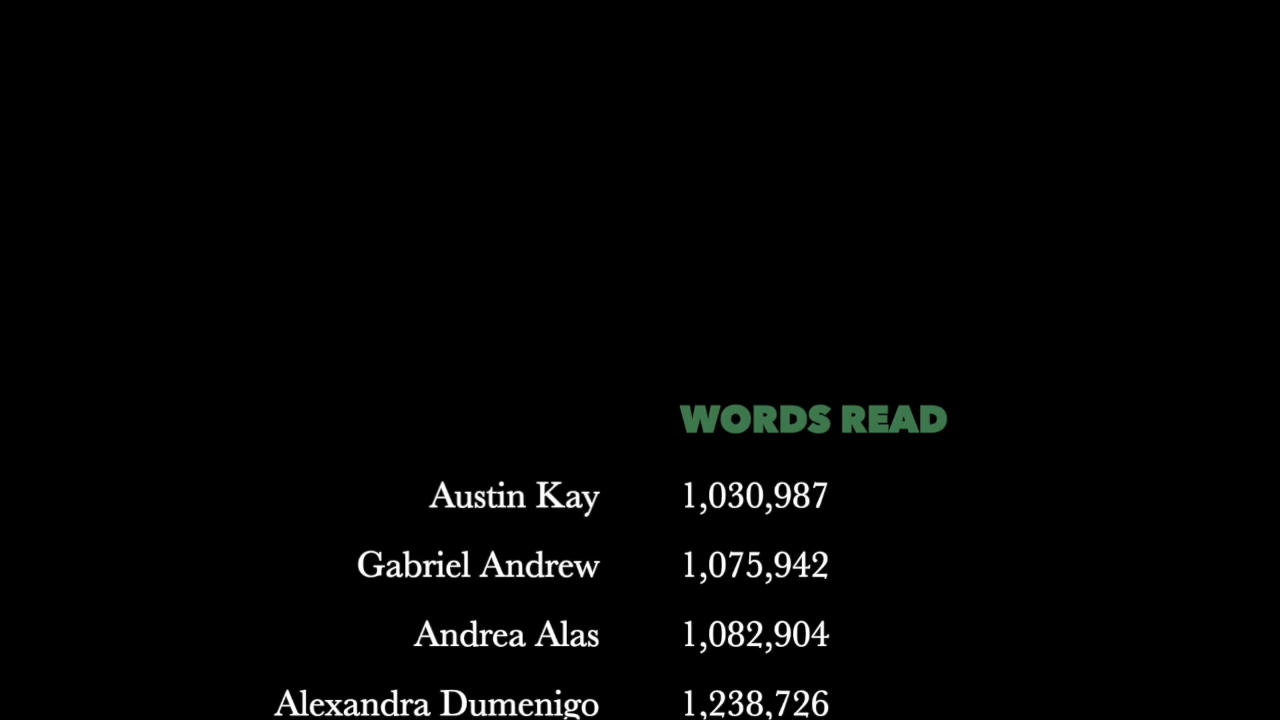 WORDS READ
Austin Kay 1,030,987
Gabriel Andrew 1,075,942
Andrea Alas 1,082,904
Alexandra Dumenigo 1,238,726